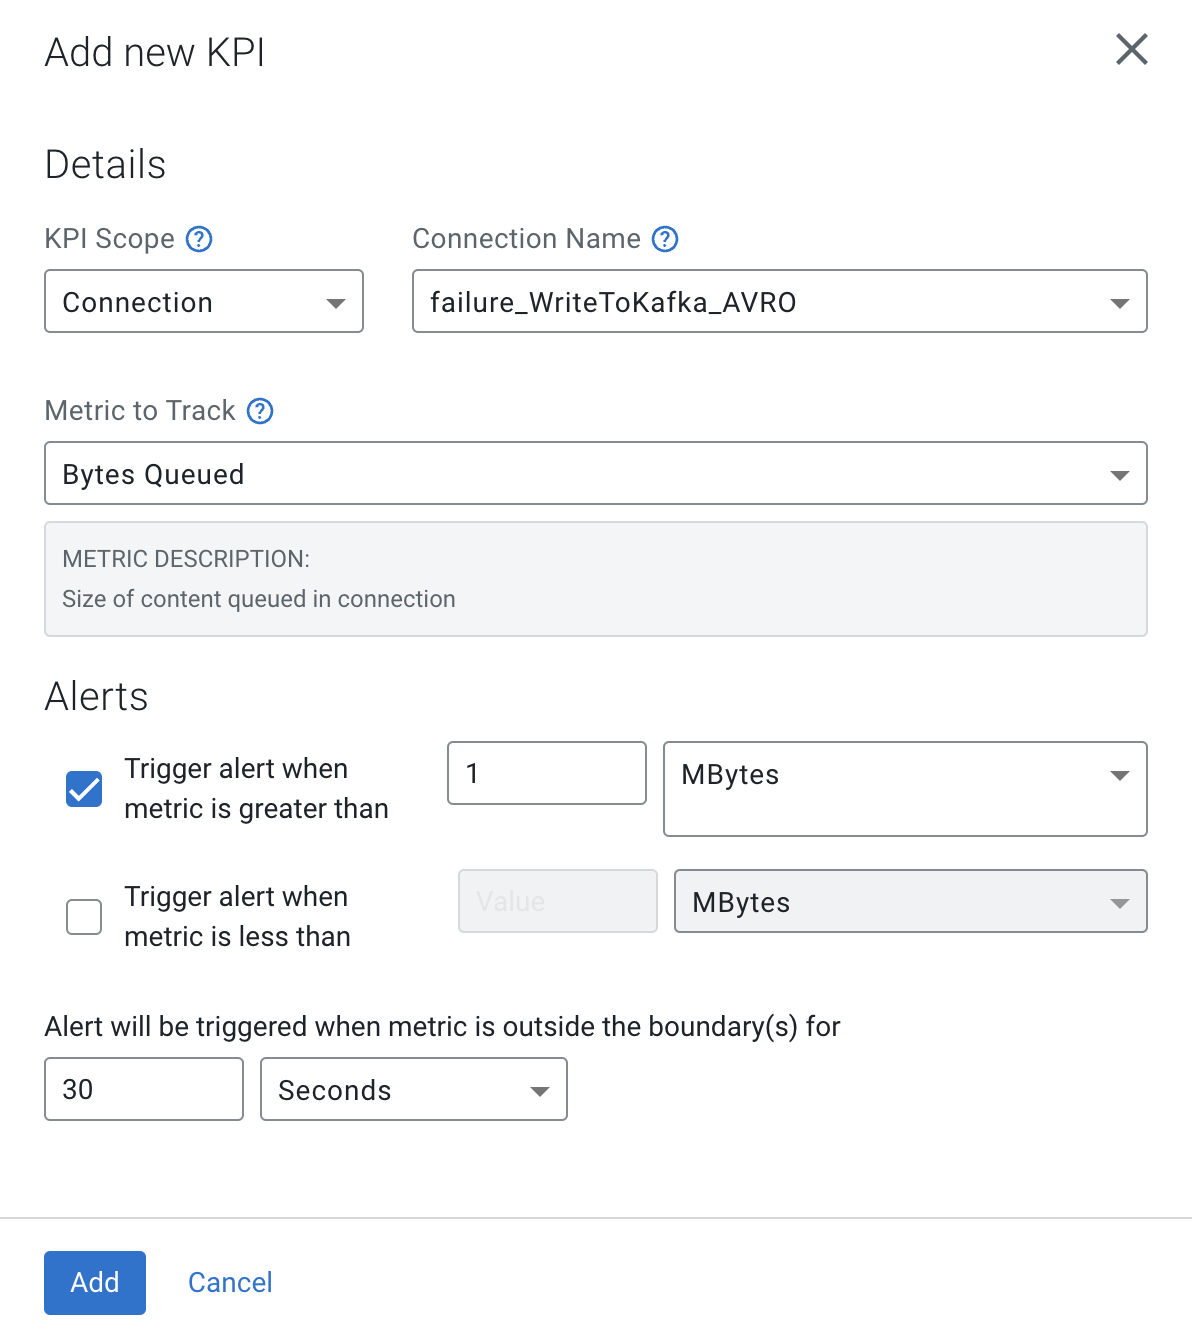 Add new KPI
Details
KPI Scope ?
Connection Name ?
Connection
failure_WriteToKafka_AVRO
Metric to Track ?
Bytes Queued
METRIC DESCRIPTION:
Size of content queued in connection
Alerts
Trigger alert when
metric is greater than
1
MBytes
Trigger alert when
metric is less than
Value
MBytes
Alert will be triggered when metric is outside the boundary(s) for
30
Seconds
Add
Cancel